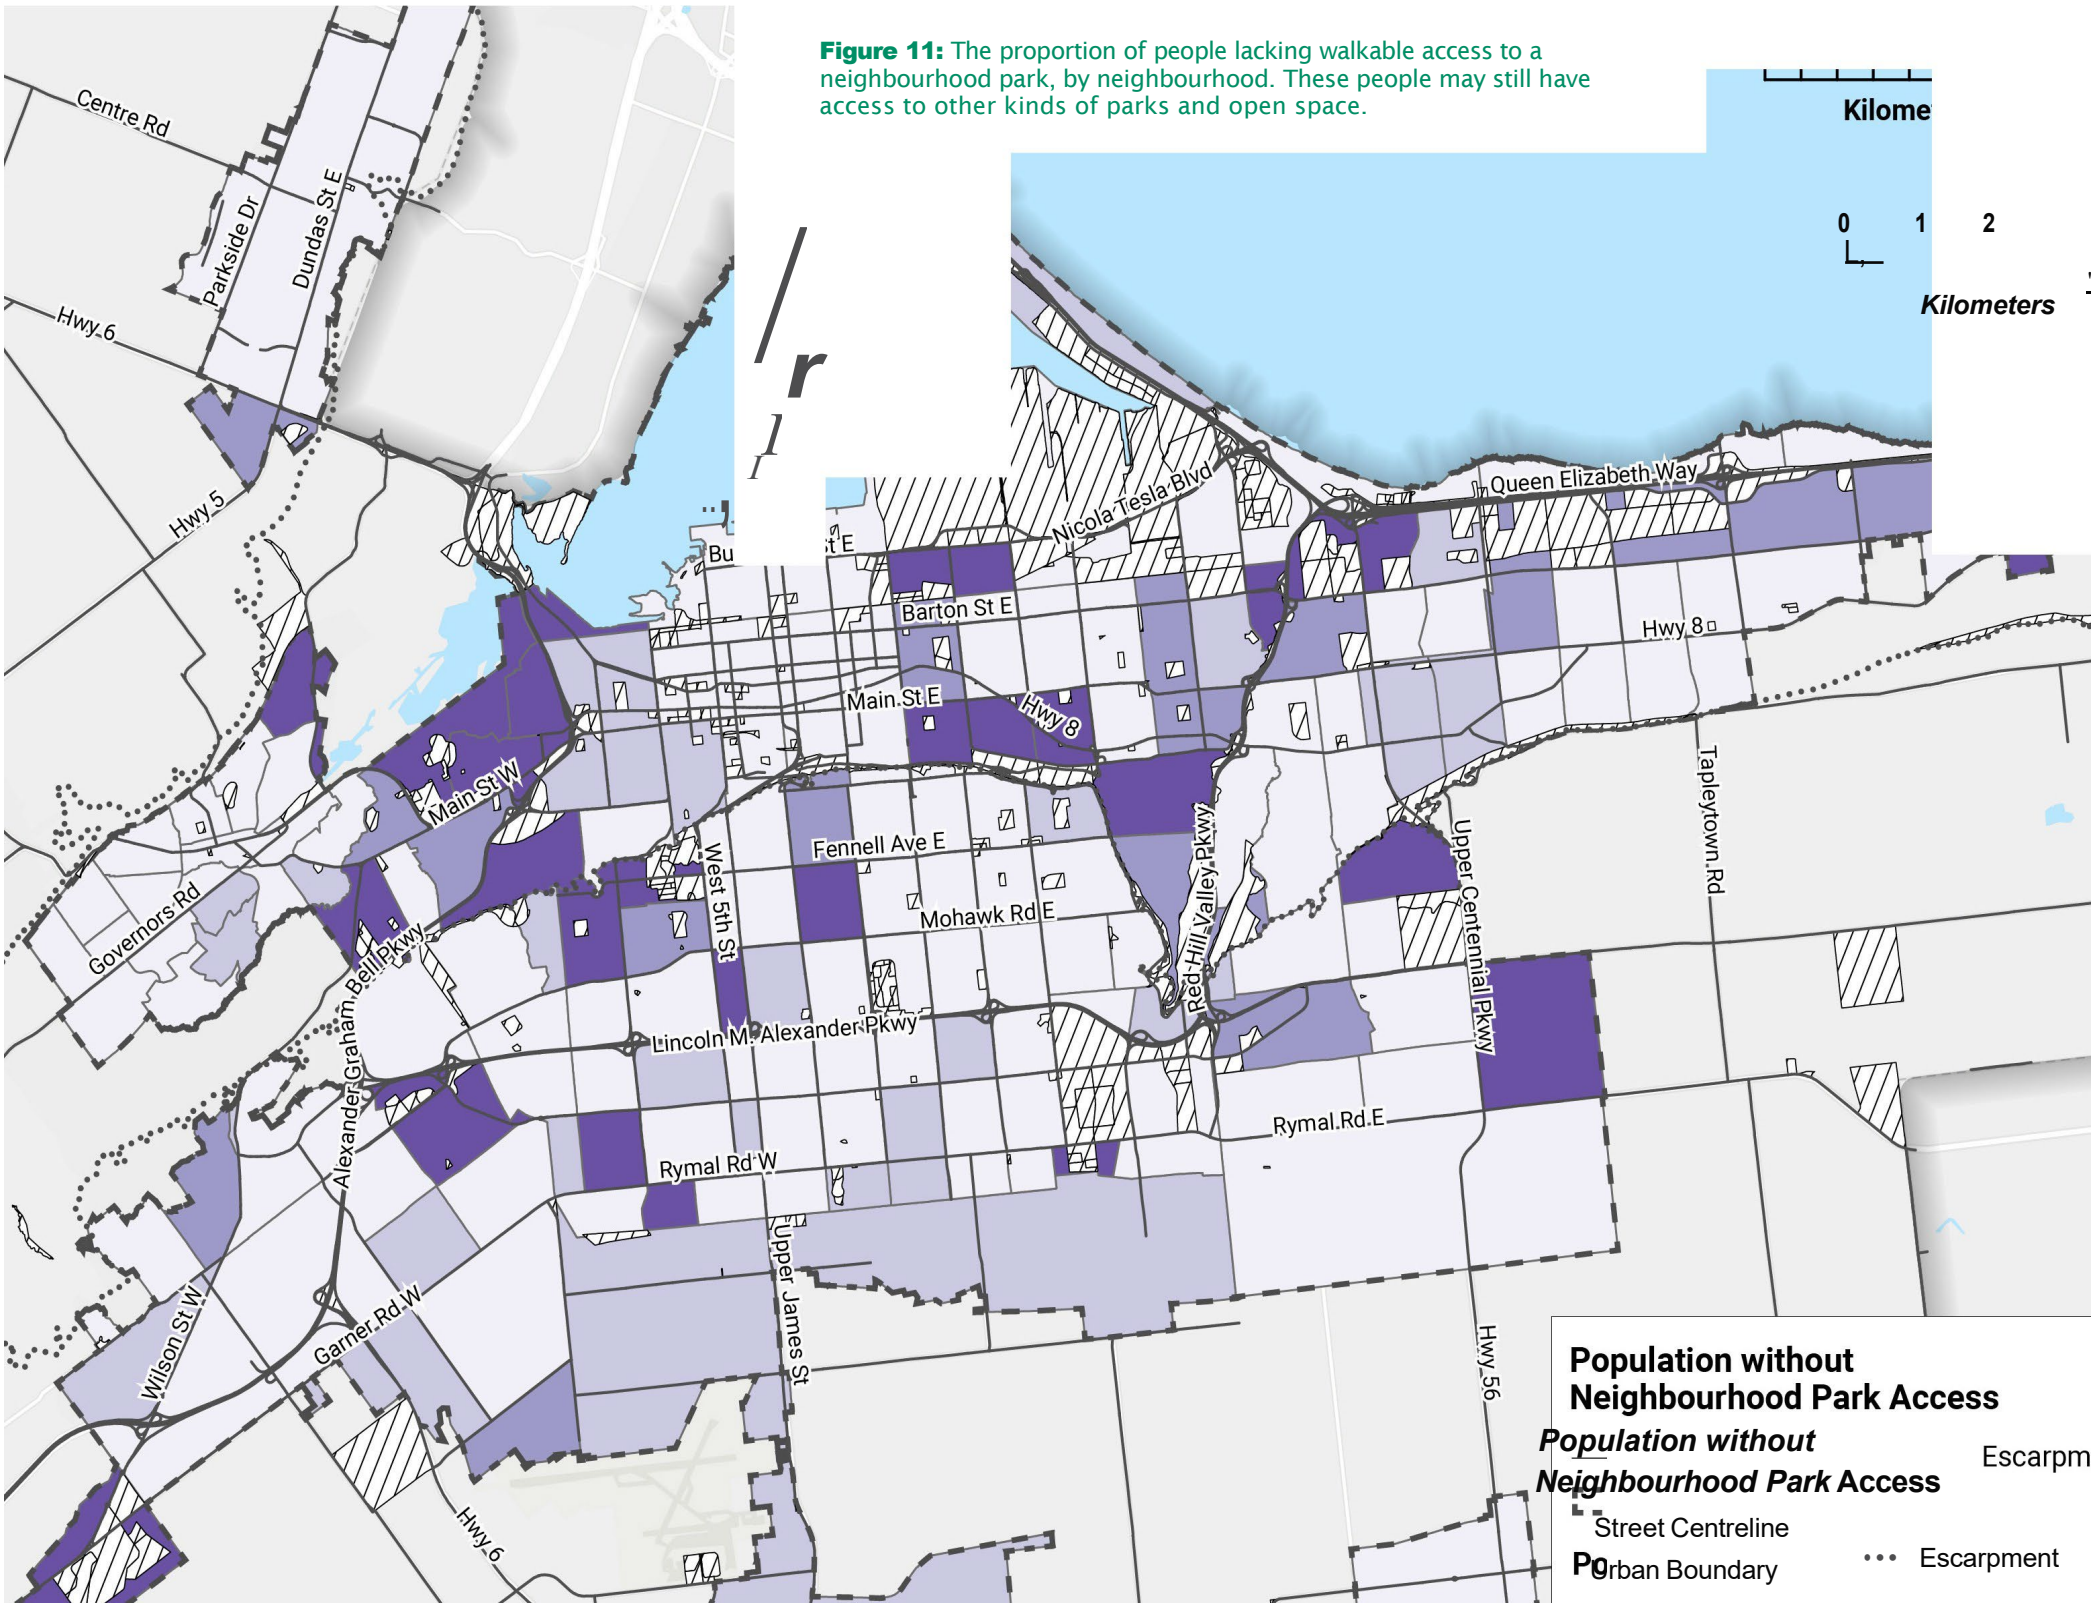 Figure 11: The proportion of people lacking walkable access to a
neighbourhood park, by neighbourhood. These people may still have
access to other kinds of parks and open space.
Kilome
0 1 2
Kilometers
Centre Rd
Parkside Dr
Dundas St E
Hwy 6
Hwy 5
Bu
St E
Nicola Tesla Blvd
Queen Elizabeth Way
Barton St E
Hwy 8
Main St E
Hwy 8
Main St W
Fennell Ave E
West 5th St
Mohawk Rd E
Red Hill Valley Pkwy
Upper Centennial Pkwy
Tapleytown Rd
Governors Rd
Alexander Graham Bell Pkwy
Lincoln M. Alexander Pkwy
Rymal Rd E
Rymal Rd W
Upper James St
Wilson St W
Garner Rd W
Hwy 6
Hwy 56
Population without
Neighbourhood Park Access
Population without
Neighbourhood Park Access
Escarpm
Street Centreline
Urban Boundary
Escarpment